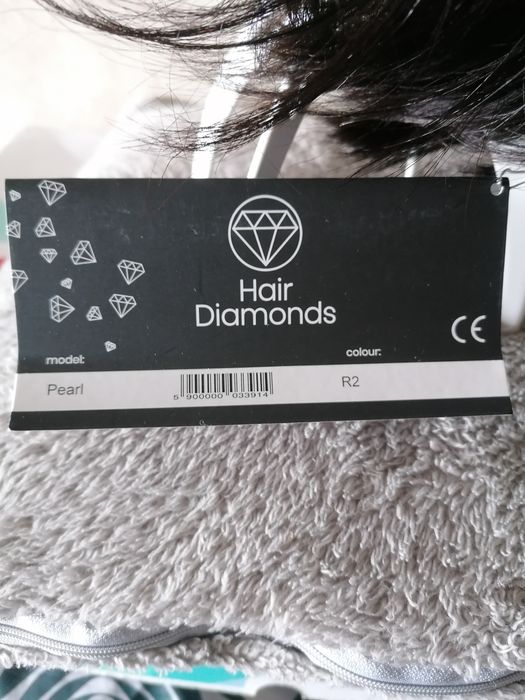 Hair
Diamonds
CE
model:
colour:
Pearl
5 900000 033914
R2